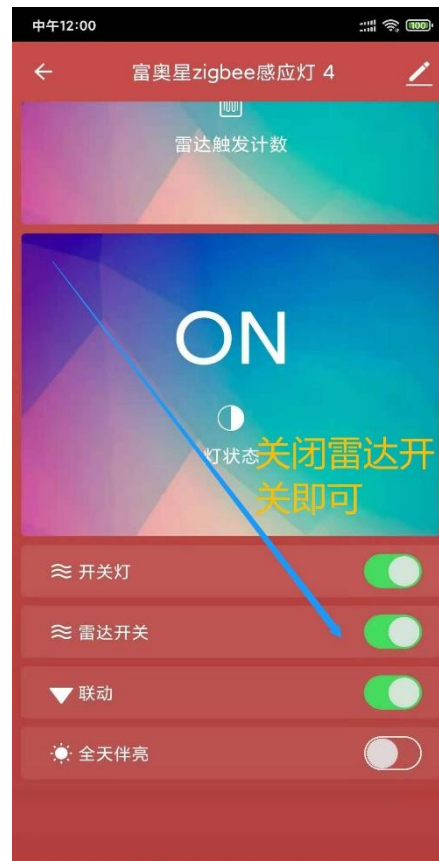 中午12:00
100
富奥星zigbee感应灯 4
雷达触发计数
ON
灯状态
关闭雷达开
关即可
开关灯
雷达开关
联动
全天伴亮